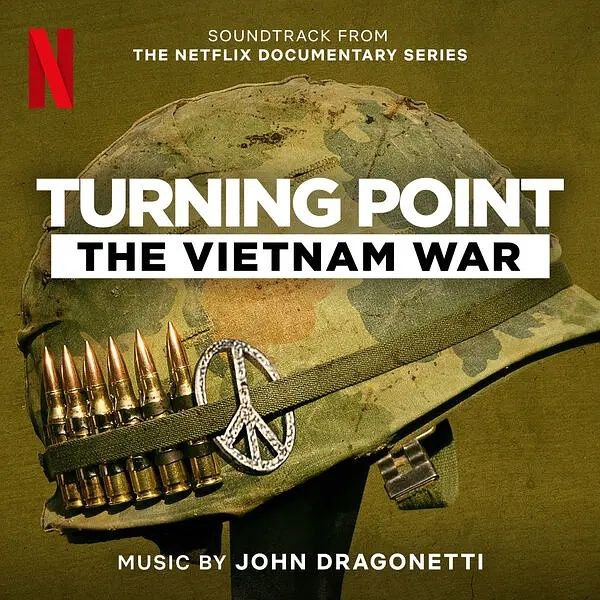 N
SOUNDTRACK FROM
THE NETFLIX DOCUMENTARY SERIES
TURNING POINT
THE VIETNAM WAR
MUSIC BY JOHN DRAGONETTI